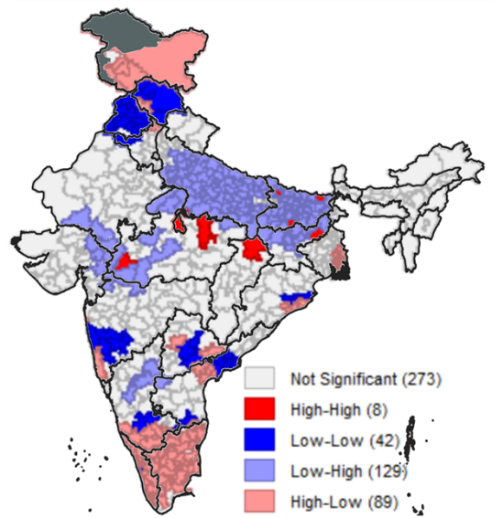 Not Significant (273)
High-High (8)
Low-Low (42)
Low-High (129)
High-Low (89)